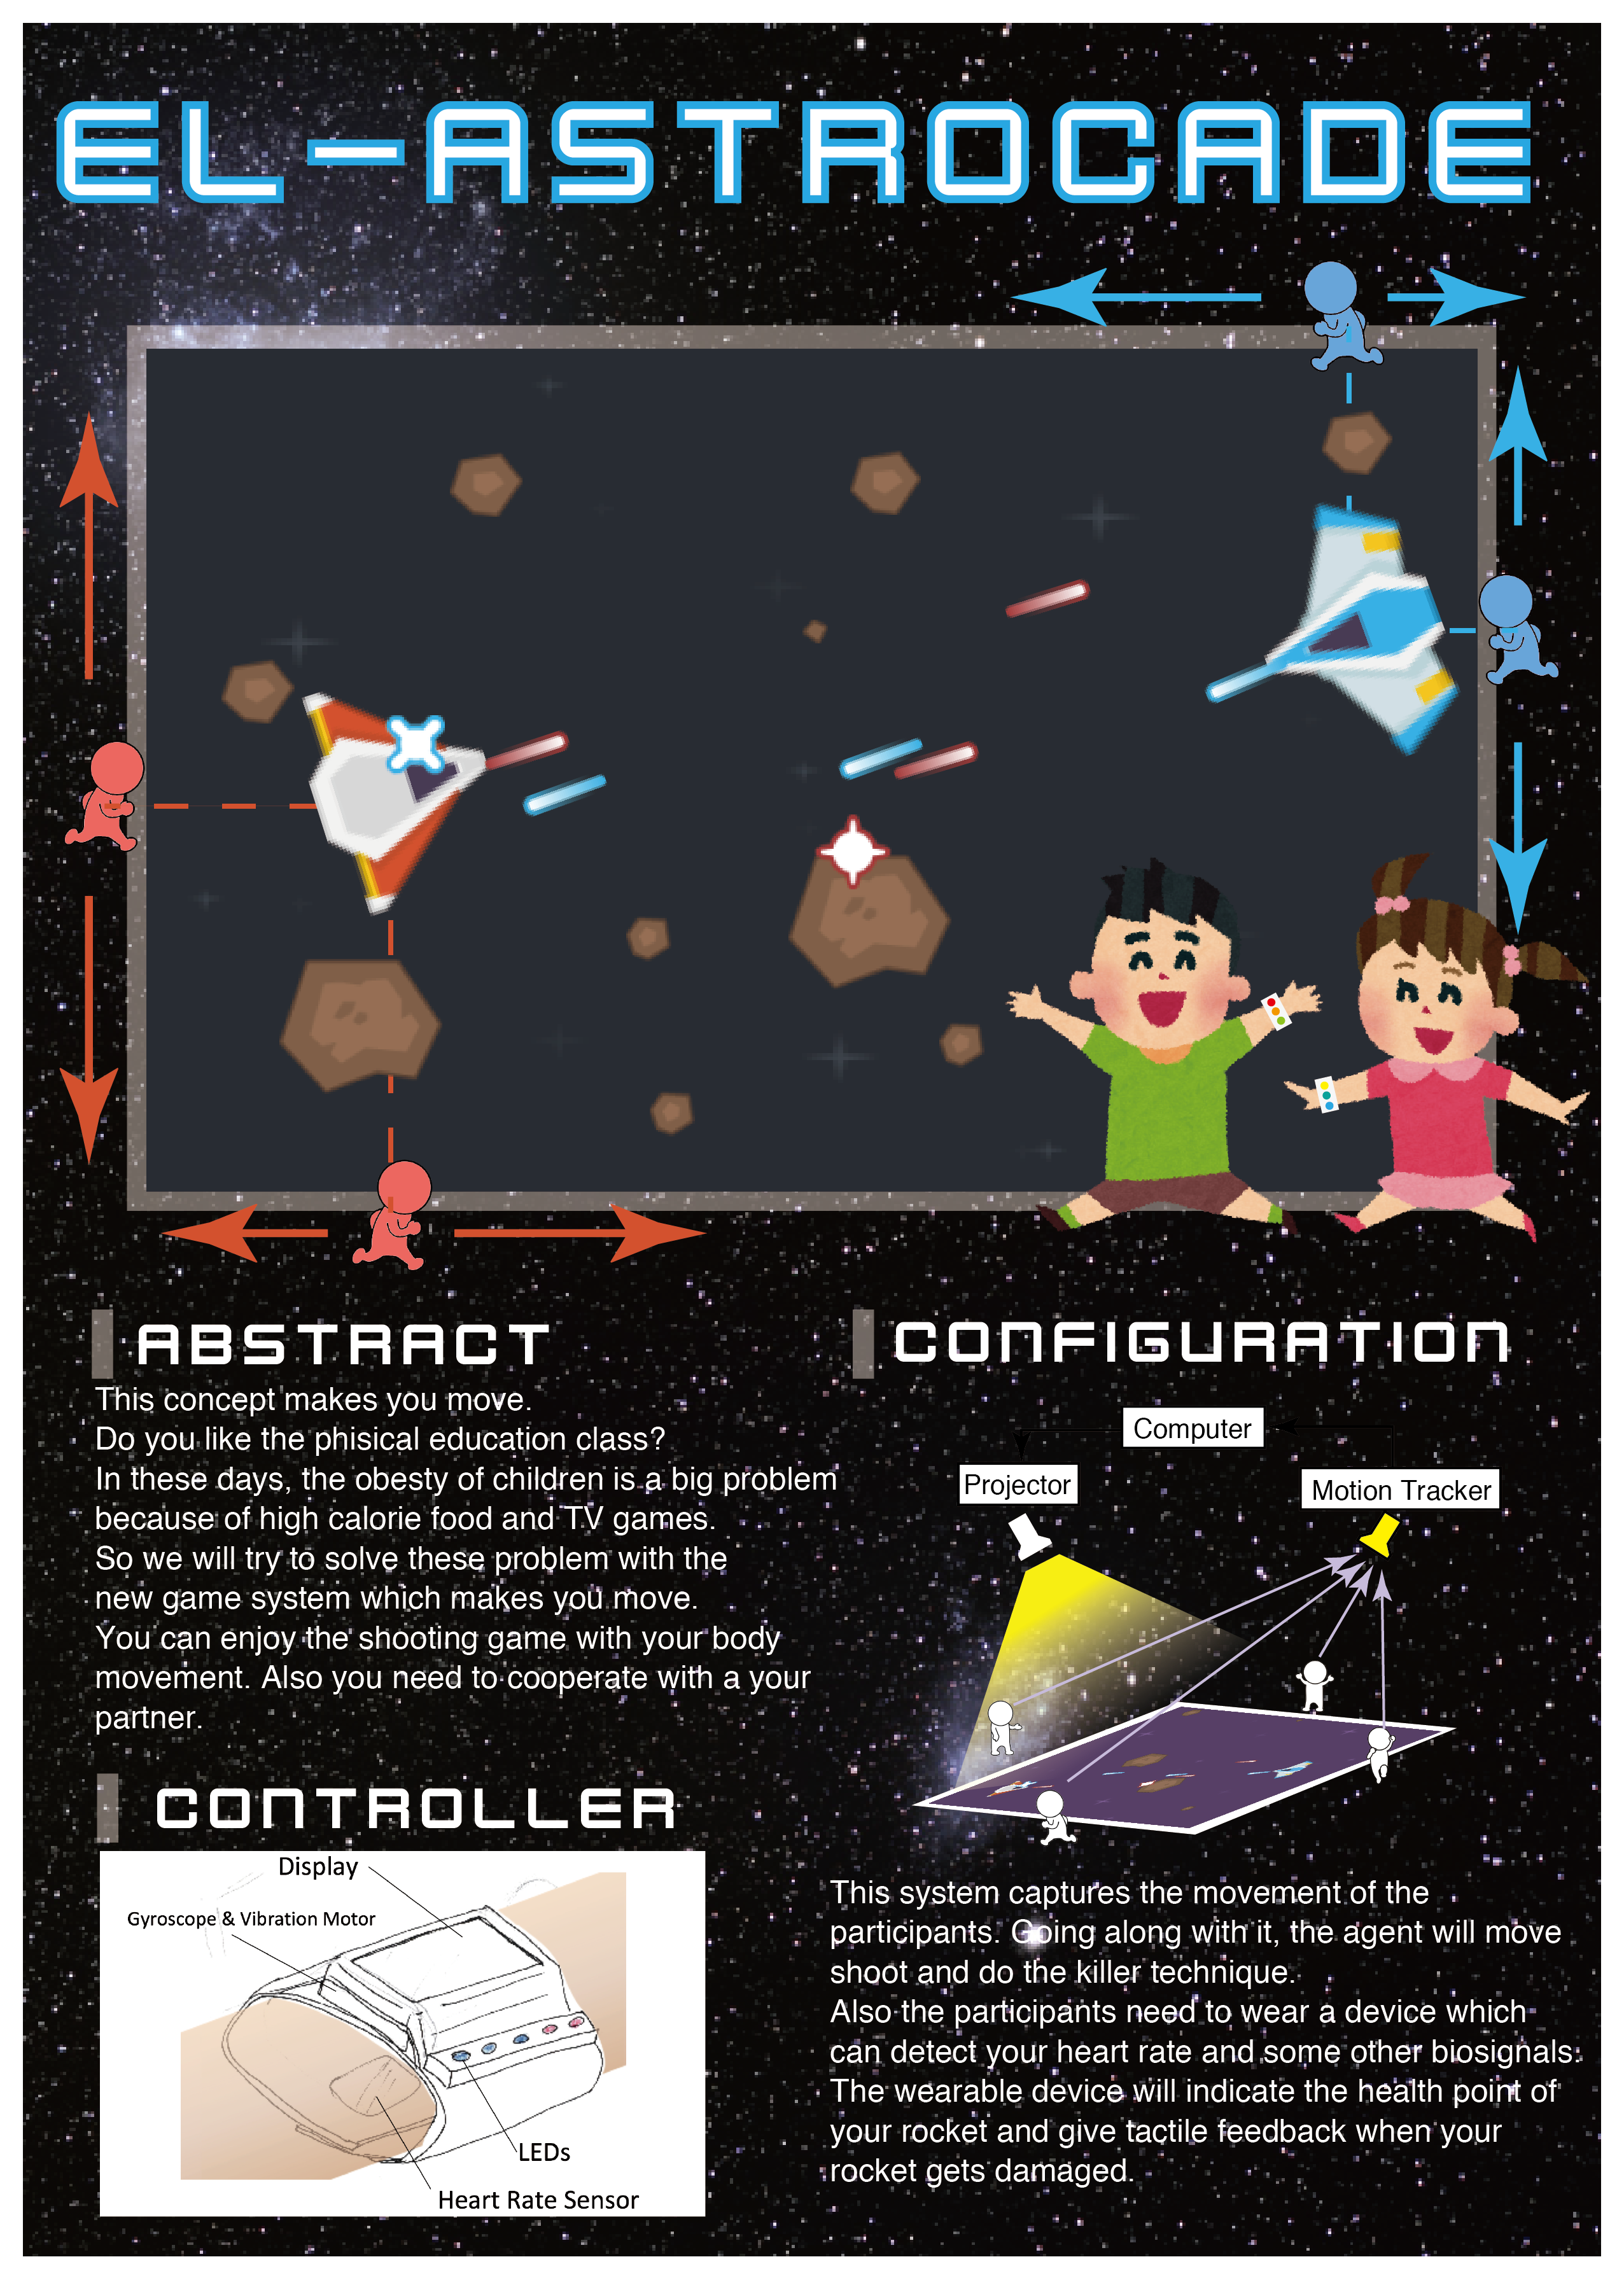 EL-ASTROCADE
ABSTRACT
This concept makes you move.
Do you like the phisical education class?
In these days, the obesty of children is a big problem
because of high calorie food and TV games.
So we will try to solve these problem with the
new game system which makes you move.
You can enjoy the shooting game with your body
movement. Also you need to cooperate with a your
partner.
CONTROLLER
Display
Gyroscope & Vibration Motor
LEDs
Heart Rate Sensor
CONFIGURATION
Computer
Projector
Motion Tracker
This system captures the movement of the
participants. Going along with it, the agent will move
shoot and do the killer technique.
Also the participants need to wear a device which
can detect your heart rate and some other biosignals.
The wearable device will indicate the health point of
your rocket and give tactile feedback when your
rocket gets damaged.